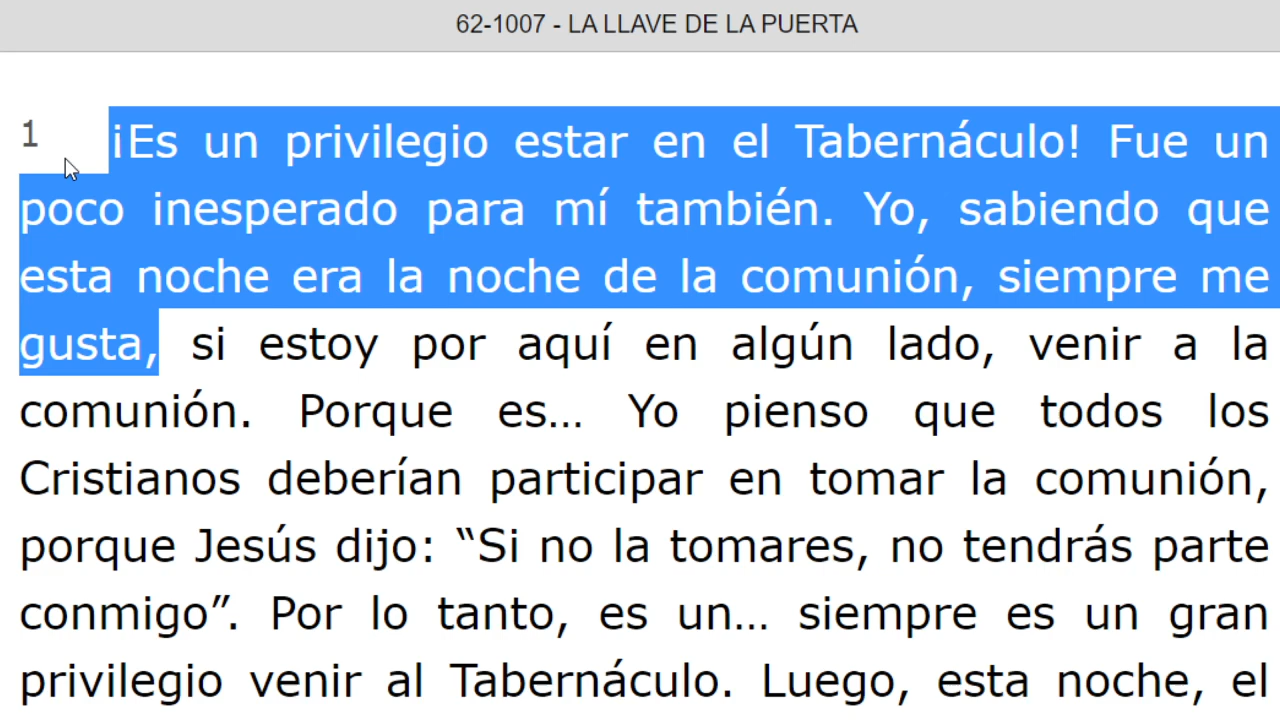 62-1007 - LA LLAVE DE LA PUERTA
1 ¡Es un privilegio estar en el Tabernáculo! Fue un
poco inesperado para mí también. Yo, sabiendo que
esta noche era la noche de la comunión, siempre me
gusta, si estoy por aquí en algún lado, venir a la
comunión. Porque es… Yo pienso que todos los
Cristianos deberían participar en tomar la comunión,
porque Jesús dijo: “Si no la tomares, no tendrás parte
conmigo”. Por lo tanto, es un… siempre es un gran
privilegio venir al Tabernáculo. Luego, esta noche, el